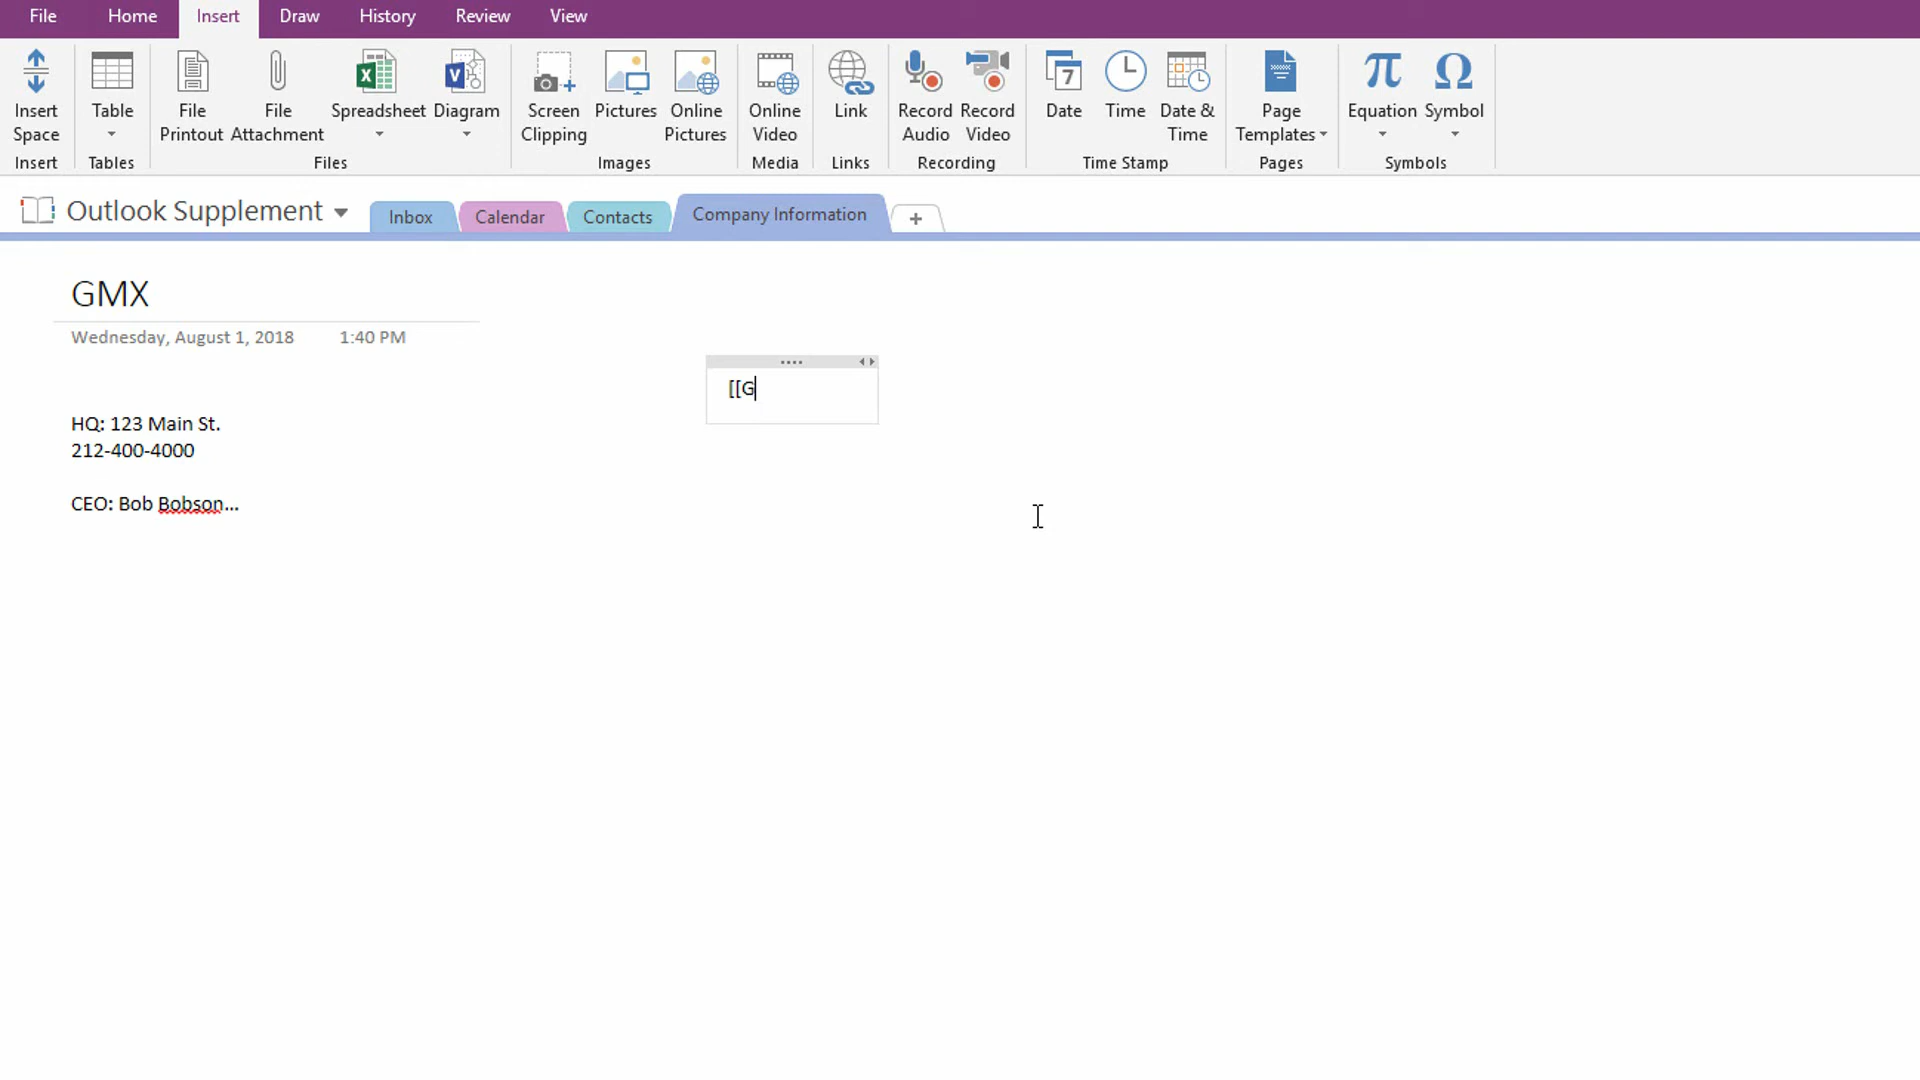 File Home Insert Draw History Review View
Insert Space
Table
File Printout
File Attachment
Spreadsheet
Diagram
Screen Clipping
Pictures
Online Pictures
Online Video
Link
Record Audio
Record Video
Date
Time
Date & Time
Page Templates
Equation
Symbol
Insert Tables Files Images Media Links Recording Time Stamp Pages Symbols
Outlook Supplement Inbox Calendar Contacts Company Information +
GMX
Wednesday, August 1, 2018 1:40 PM
[[G
HQ: 123 Main St.
212-400-4000
CEO: Bob Bobson...